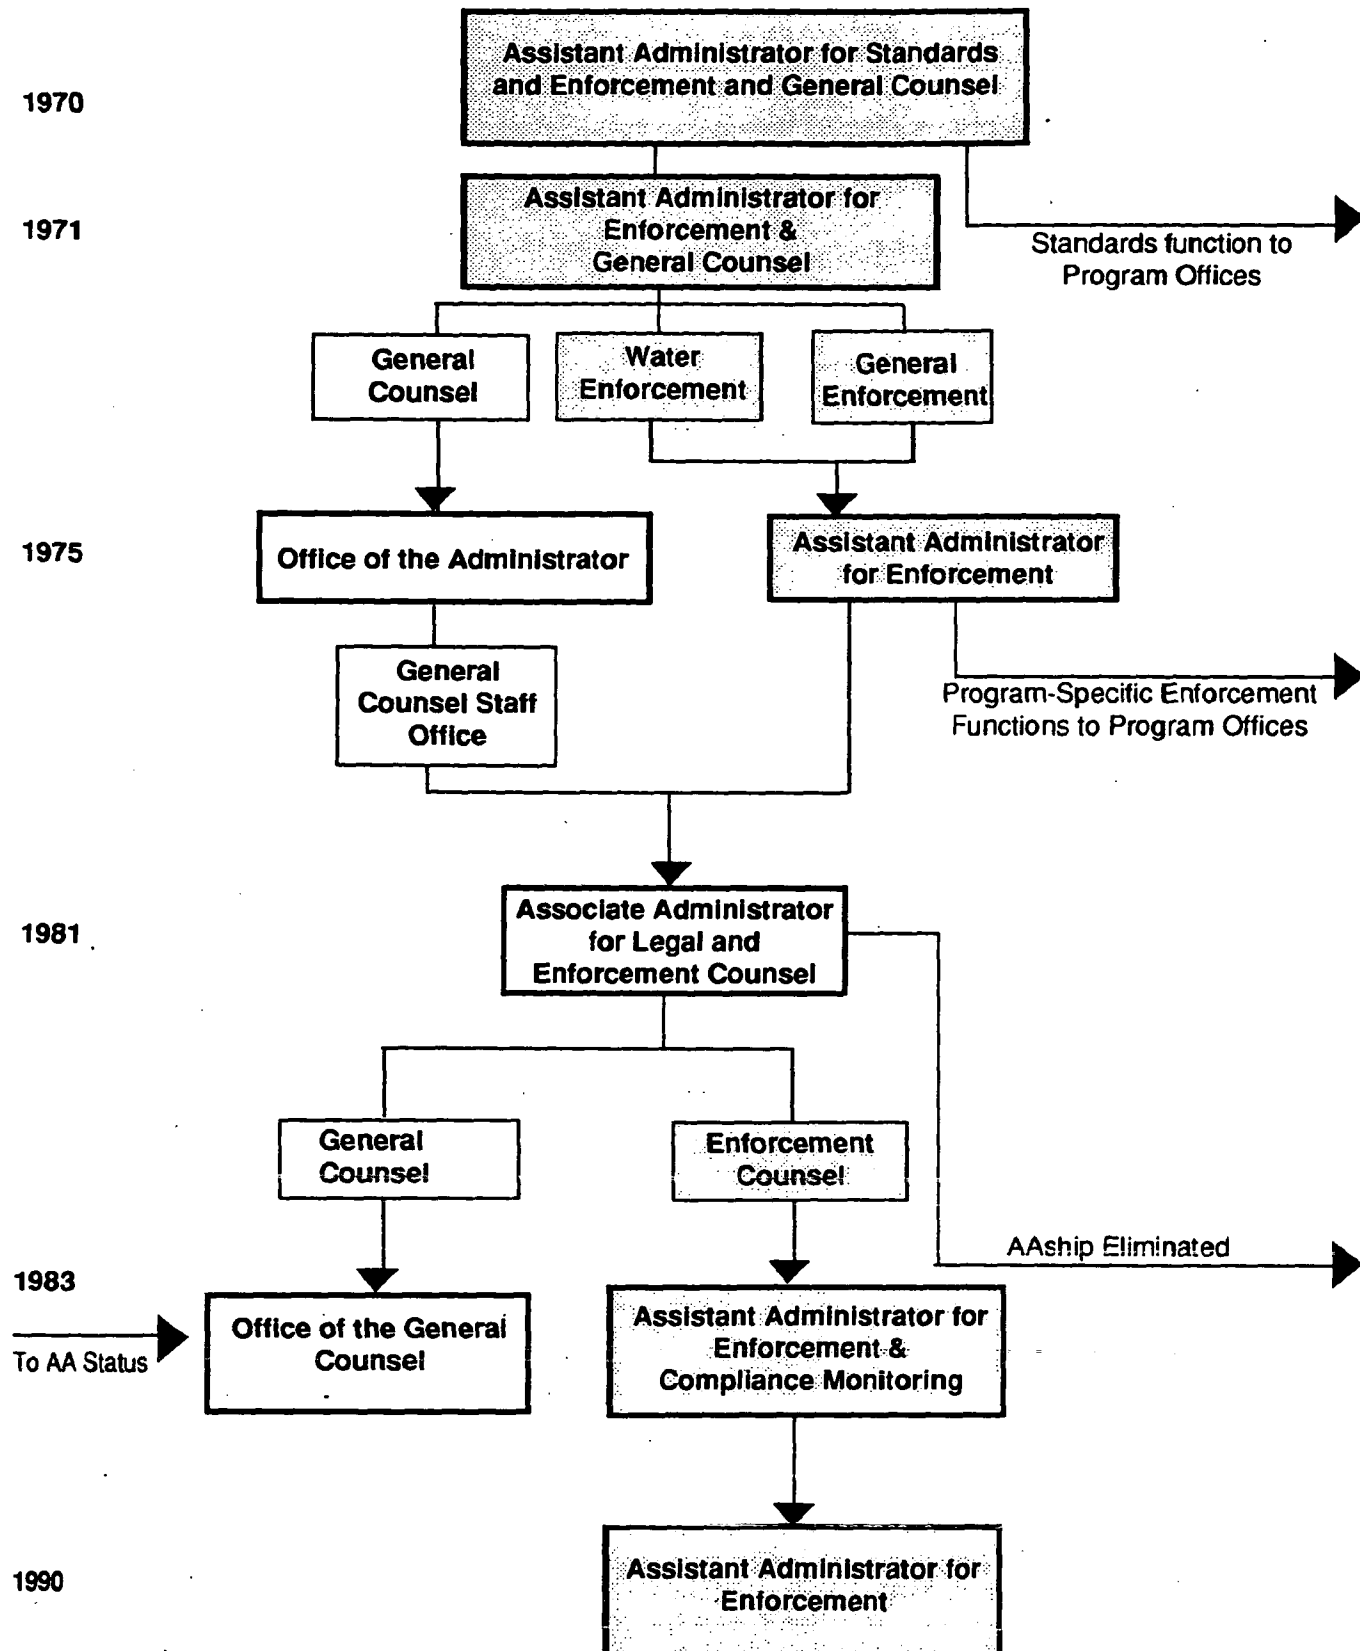 Assistant Administrator for Standards
and Enforcement and General Counsel
1970
Assistant Administrator for
Enforcement &
General Counsel
1971
Standards function to
Program Offices
General
Counsel
Water
Enforcement
General
Enforcement
1975
Office of the Administrator
Assistant Administrator
for Enforcement
General
Counsel Staff
Office
Program-Specific Enforcement
Functions to Program Offices
1981
Associate Administrator
for Legal and
Enforcement Counsel
General
Counsel
Enforcement
Counsel
AAship Eliminated
1983
To AA Status
Office of the General
Counsel
Assistant Administrator for
Enforcement &
Compliance Monitoring
1990
Assistant Administrator for
Enforcement